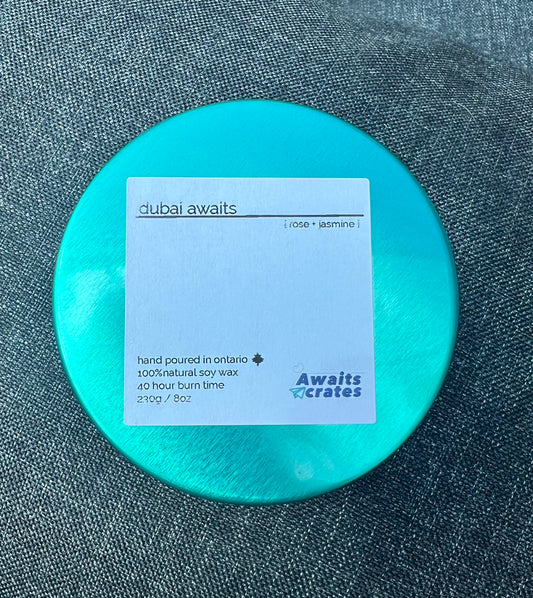 dubai awaits
[ rose + jasmine ]
hand poured in ontario
100%natural soy wax
40 hour burn time
230g / 8oz
Awaits
crates